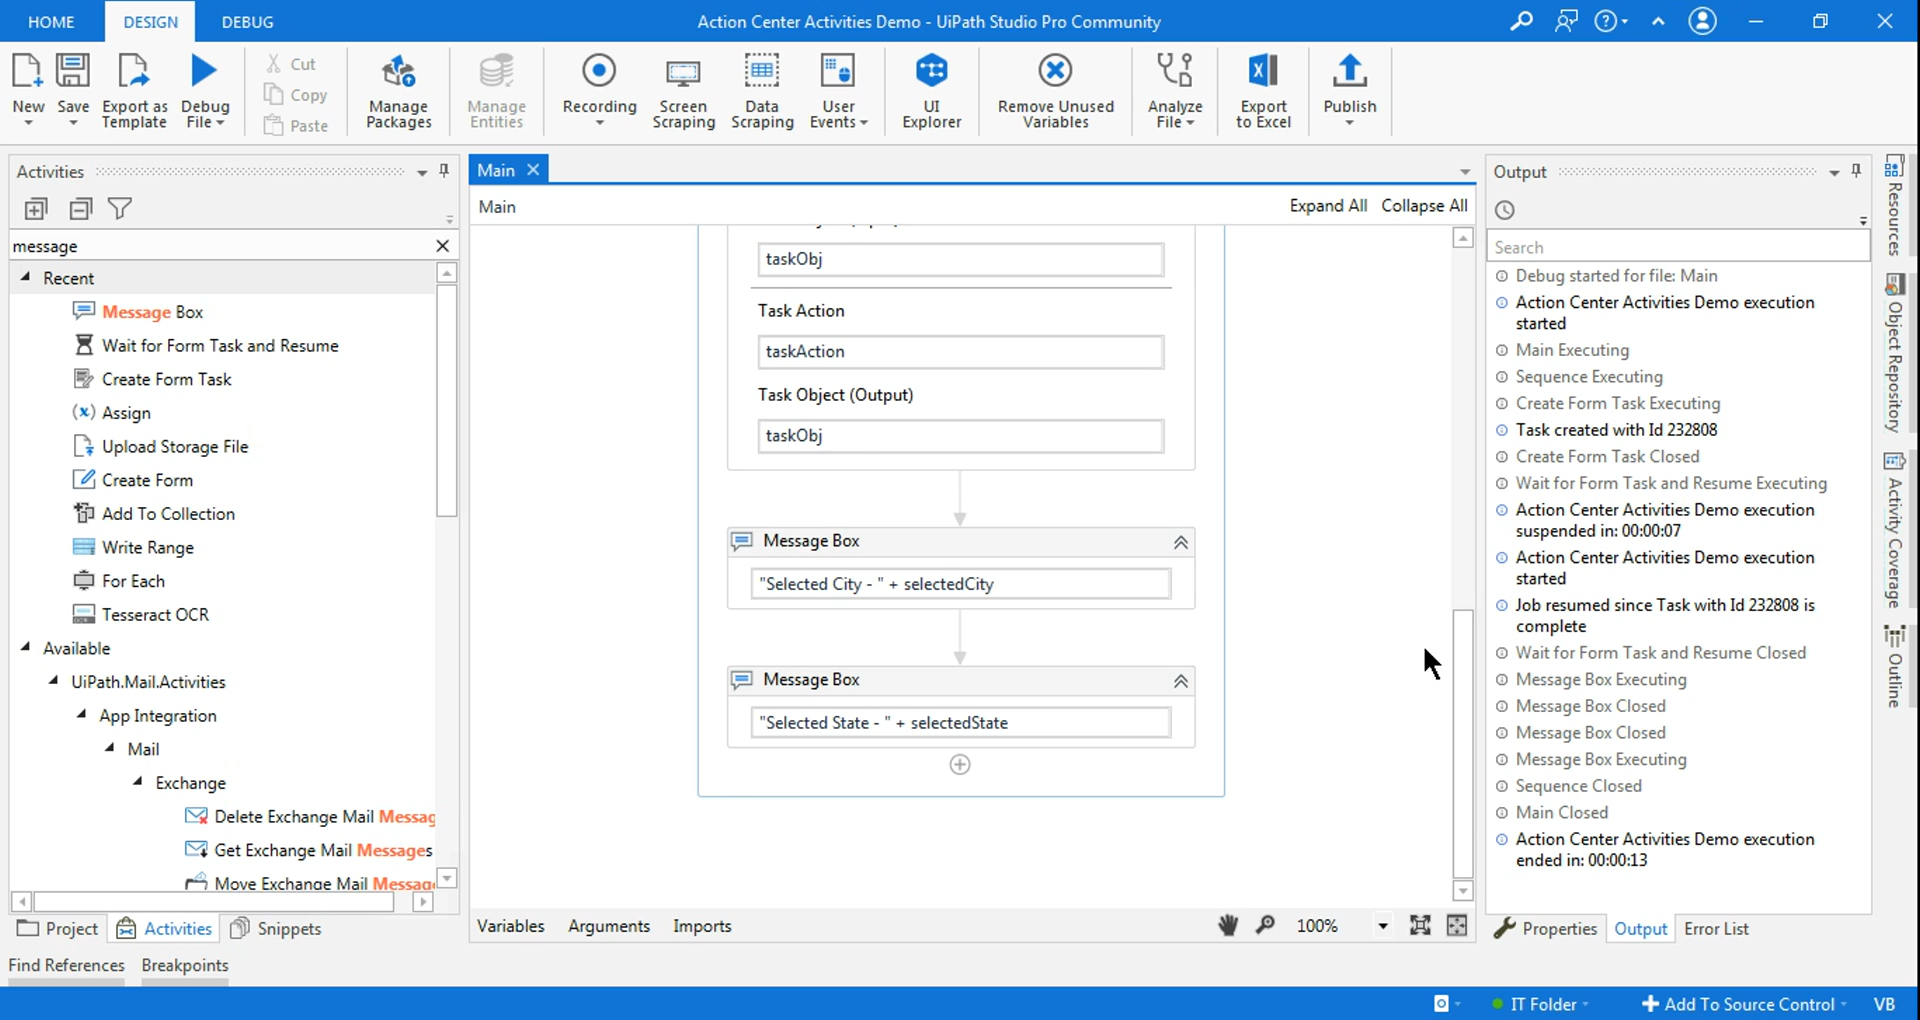 HOME
DESIGN
DEBUG
Action Center Activities Demo - UiPath Studio Pro Community
New
Save
Export as
Template
Debug
File
Cut
Copy
Paste
Manage
Packages
Manage
Entities
Recording
Screen
Scraping
Data
Scraping
User
Events
UI
Explorer
Remove Unused
Variables
Analyze
File
Export
to Excel
Publish
Activities
message
Recent
Message Box
Wait for Form Task and Resume
Create Form Task
Assign
Upload Storage File
Create Form
Add To Collection
Write Range
For Each
Tesseract OCR
Available
UiPath.Mail.Activities
App Integration
Mail
Exchange
Delete Exchange Mail Messag
Get Exchange Mail Messages
Move Exchange Mail Messag
Project
Activities
Snippets
Find References
Breakpoints
Main
Main
Expand All
Collapse All
taskObj
Task Action
taskAction
Task Object (Output)
taskObj
Message Box
"Selected City - " + selectedCity
Message Box
"Selected State - " + selectedState
Variables
Arguments
Imports
100%
Output
Search
Debug started for file: Main
Action Center Activities Demo execution
started
Main Executing
Sequence Executing
Create Form Task Executing
Task created with Id 232808
Create Form Task Closed
Wait for Form Task and Resume Executing
Action Center Activities Demo execution
suspended in: 00:00:07
Action Center Activities Demo execution
started
Job resumed since Task with Id 232808 is
complete
Wait for Form Task and Resume Closed
Message Box Executing
Message Box Closed
Message Box Closed
Message Box Executing
Sequence Closed
Main Closed
Action Center Activities Demo execution
ended in: 00:00:13
Properties
Output
Error List
Resources
Object Repository
Activity Coverage
Outline
IT Folder
Add To Source Control
VB